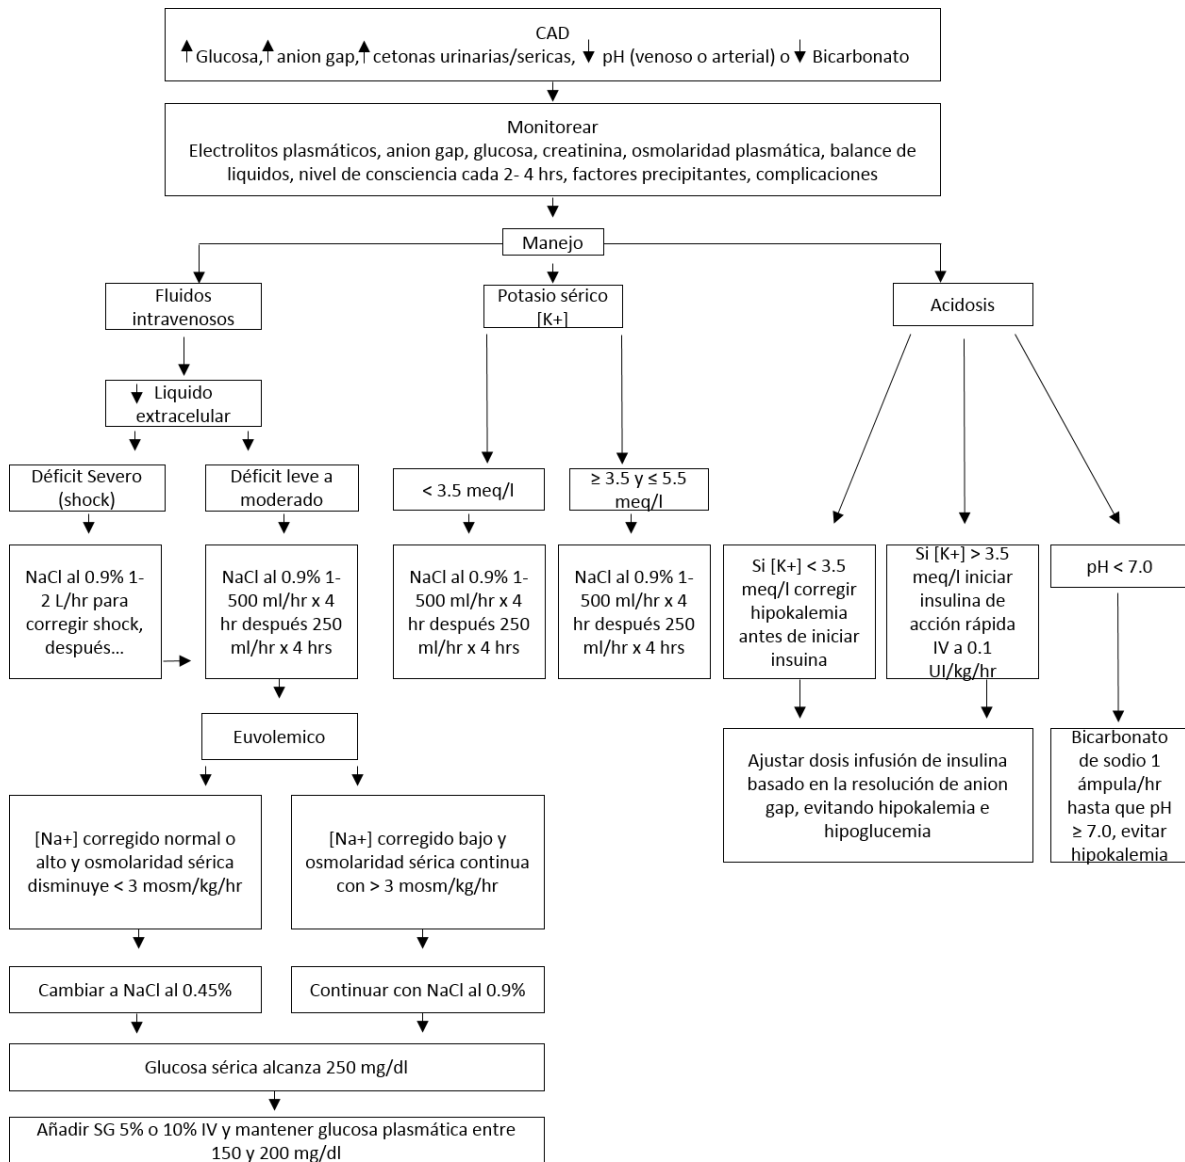 CAD
Glucosa, anion gap, cetonas urinarias/sericas, pH (venoso o arterial) o Bicarbonato
Monitorear
Electrolitos plasmáticos, anion gap, glucosa, creatinina, osmolaridad plasmática, balance de
liquidos, nivel de consciencia cada 2- 4 hrs, factores precipitantes, complicaciones
Manejo
Fluidos
intravenosos
Potasio sérico
[K+]
Acidosis
Liquido
extracelular
Déficit Severo
(shock)
Déficit leve a
moderado
< 3.5 meq/l
≥ 3.5 y ≤ 5.5
meq/l
NaCl al 0.9% 1-
2 L/hr para
corregir shock,
después...
NaCl al 0.9% 1-
500 ml/hr x 4
hr después 250
ml/hr x 4 hrs
NaCl al 0.9% 1-
500 ml/hr x 4
hr después 250
ml/hr x 4 hrs
NaCl al 0.9% 1-
500 ml/hr x 4
hr después 250
ml/hr x 4 hrs
Si [K+] < 3.5
meq/l corregir
hipokalemia
antes de iniciar
insuina
Si [K+] > 3.5
meq/l iniciar
insulina de
acción rápida
IV a 0.1
UI/kg/hr
pH < 7.0
Euvolemico
Ajustar dosis infusión de insulina
basado en la resolución de anion
gap, evitando hipokalemia e
hipoglucemia
Bicarbonato
de sodio 1
ámpula/hr
hasta que pH
≥ 7.0, evitar
hipokalemia
[Na+] corregido normal o
alto y osmolaridad sérica
disminuye < 3 mosm/kg/hr
[Na+] corregido bajo y
osmolaridad sérica continua
con > 3 mosm/kg/hr
Cambiar a NaCl al 0.45%
Continuar con NaCl al 0.9%
Glucosa sérica alcanza 250 mg/dl
Añadir SG 5% o 10% IV y mantener glucosa plasmática entre
150 y 200 mg/dl